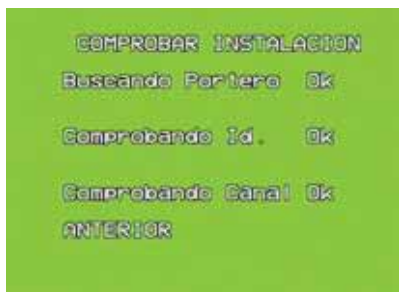 COMPROBAR INSTALACION
Buscando Portero Ok
Comprobando Id. Ok
Comprobando Canal Ok
ANTERIOR